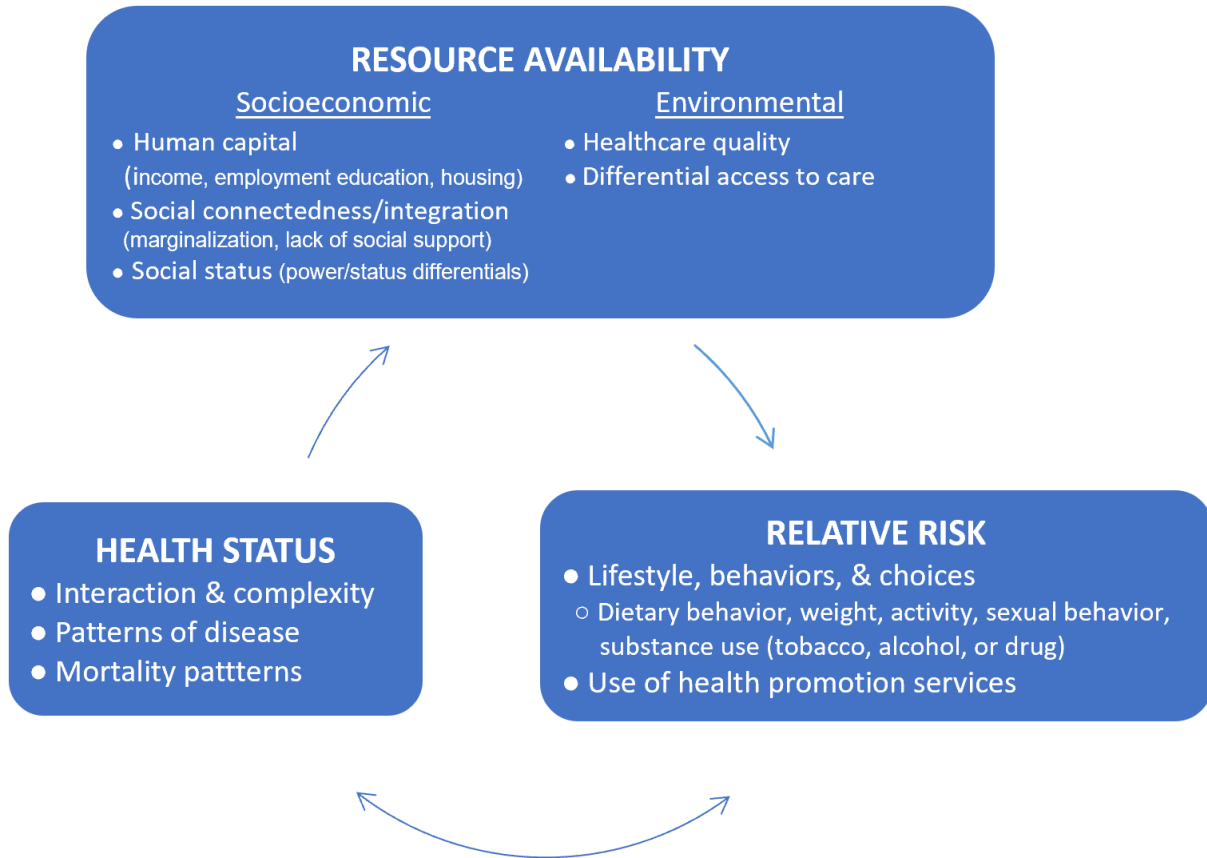 RESOURCE AVAILABILITY
Socioeconomic
● Human capital
(income, employment education, housing)
● Social connectedness/integration
(marginalization, lack of social support)
● Social status (power/status differentials)
Environmental
● Healthcare quality
● Differential access to care
HEALTH STATUS
● Interaction & complexity
● Patterns of disease
● Mortality pattterns
RELATIVE RISK
● Lifestyle, behaviors, & choices
○ Dietary behavior, weight, activity, sexual behavior,
substance use (tobacco, alcohol, or drug)
● Use of health promotion services